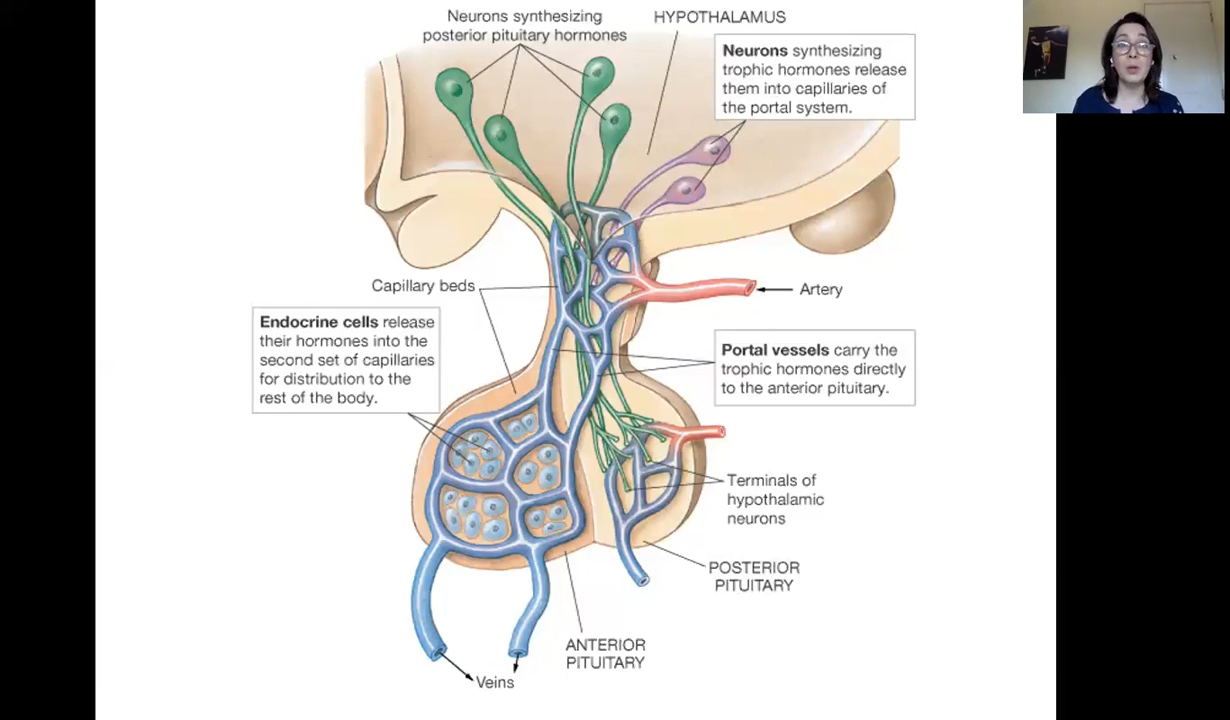 Neurons synthesizing
posterior pituitary hormones
HYPOTHALAMUS
Neurons synthesizing
trophic hormones release
them into capillaries of
the portal system.
Capillary beds
Artery
Endocrine cells release
their hormones into the
second set of capillaries
for distribution to the
rest of the body.
Portal vessels carry the
trophic hormones directly
to the anterior pituitary.
Terminals of
hypothalamic
neurons
POSTERIOR
PITUITARY
ANTERIOR
PITUITARY
Veins